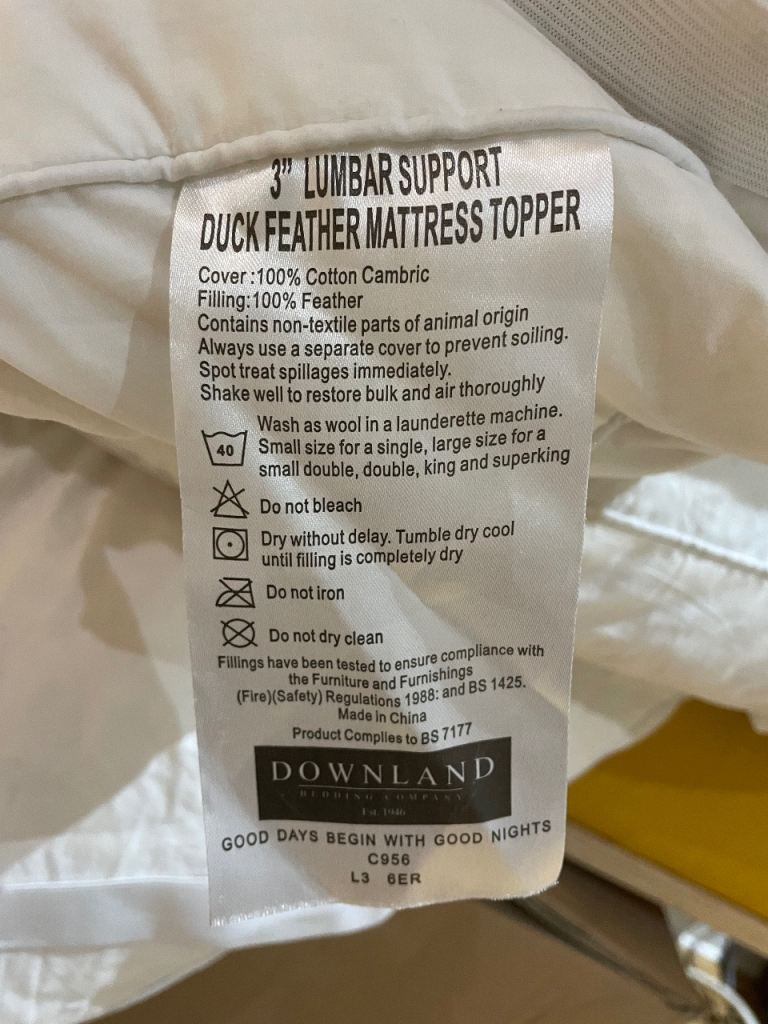 3” LUMBAR SUPPORT
DUCK FEATHER MATTRESS TOPPER
Cover :100% Cotton Cambric
Filling:100% Feather
Contains non-textile parts of animal origin
Always use a separate cover to prevent soiling.
Spot treat spillages immediately.
Shake well to restore bulk and air thoroughly
Wash as wool in a launderette machine.
40 Small size for a single, large size for a
small double, double, king and superking
Do not bleach
Dry without delay. Tumble dry cool
until filling is completely dry
Do not iron
Do not dry clean
Fillings have been tested to ensure compliance with
the Furniture and Furnishings
(Fire)(Safety) Regulations 1988: and BS 1425.
Made in China
Product Complies to BS 7177
DOWNLAND
BEDDING COMPANY
Est. 1946
GOOD DAYS BEGIN WITH GOOD NIGHTS
C956
L3 6ER